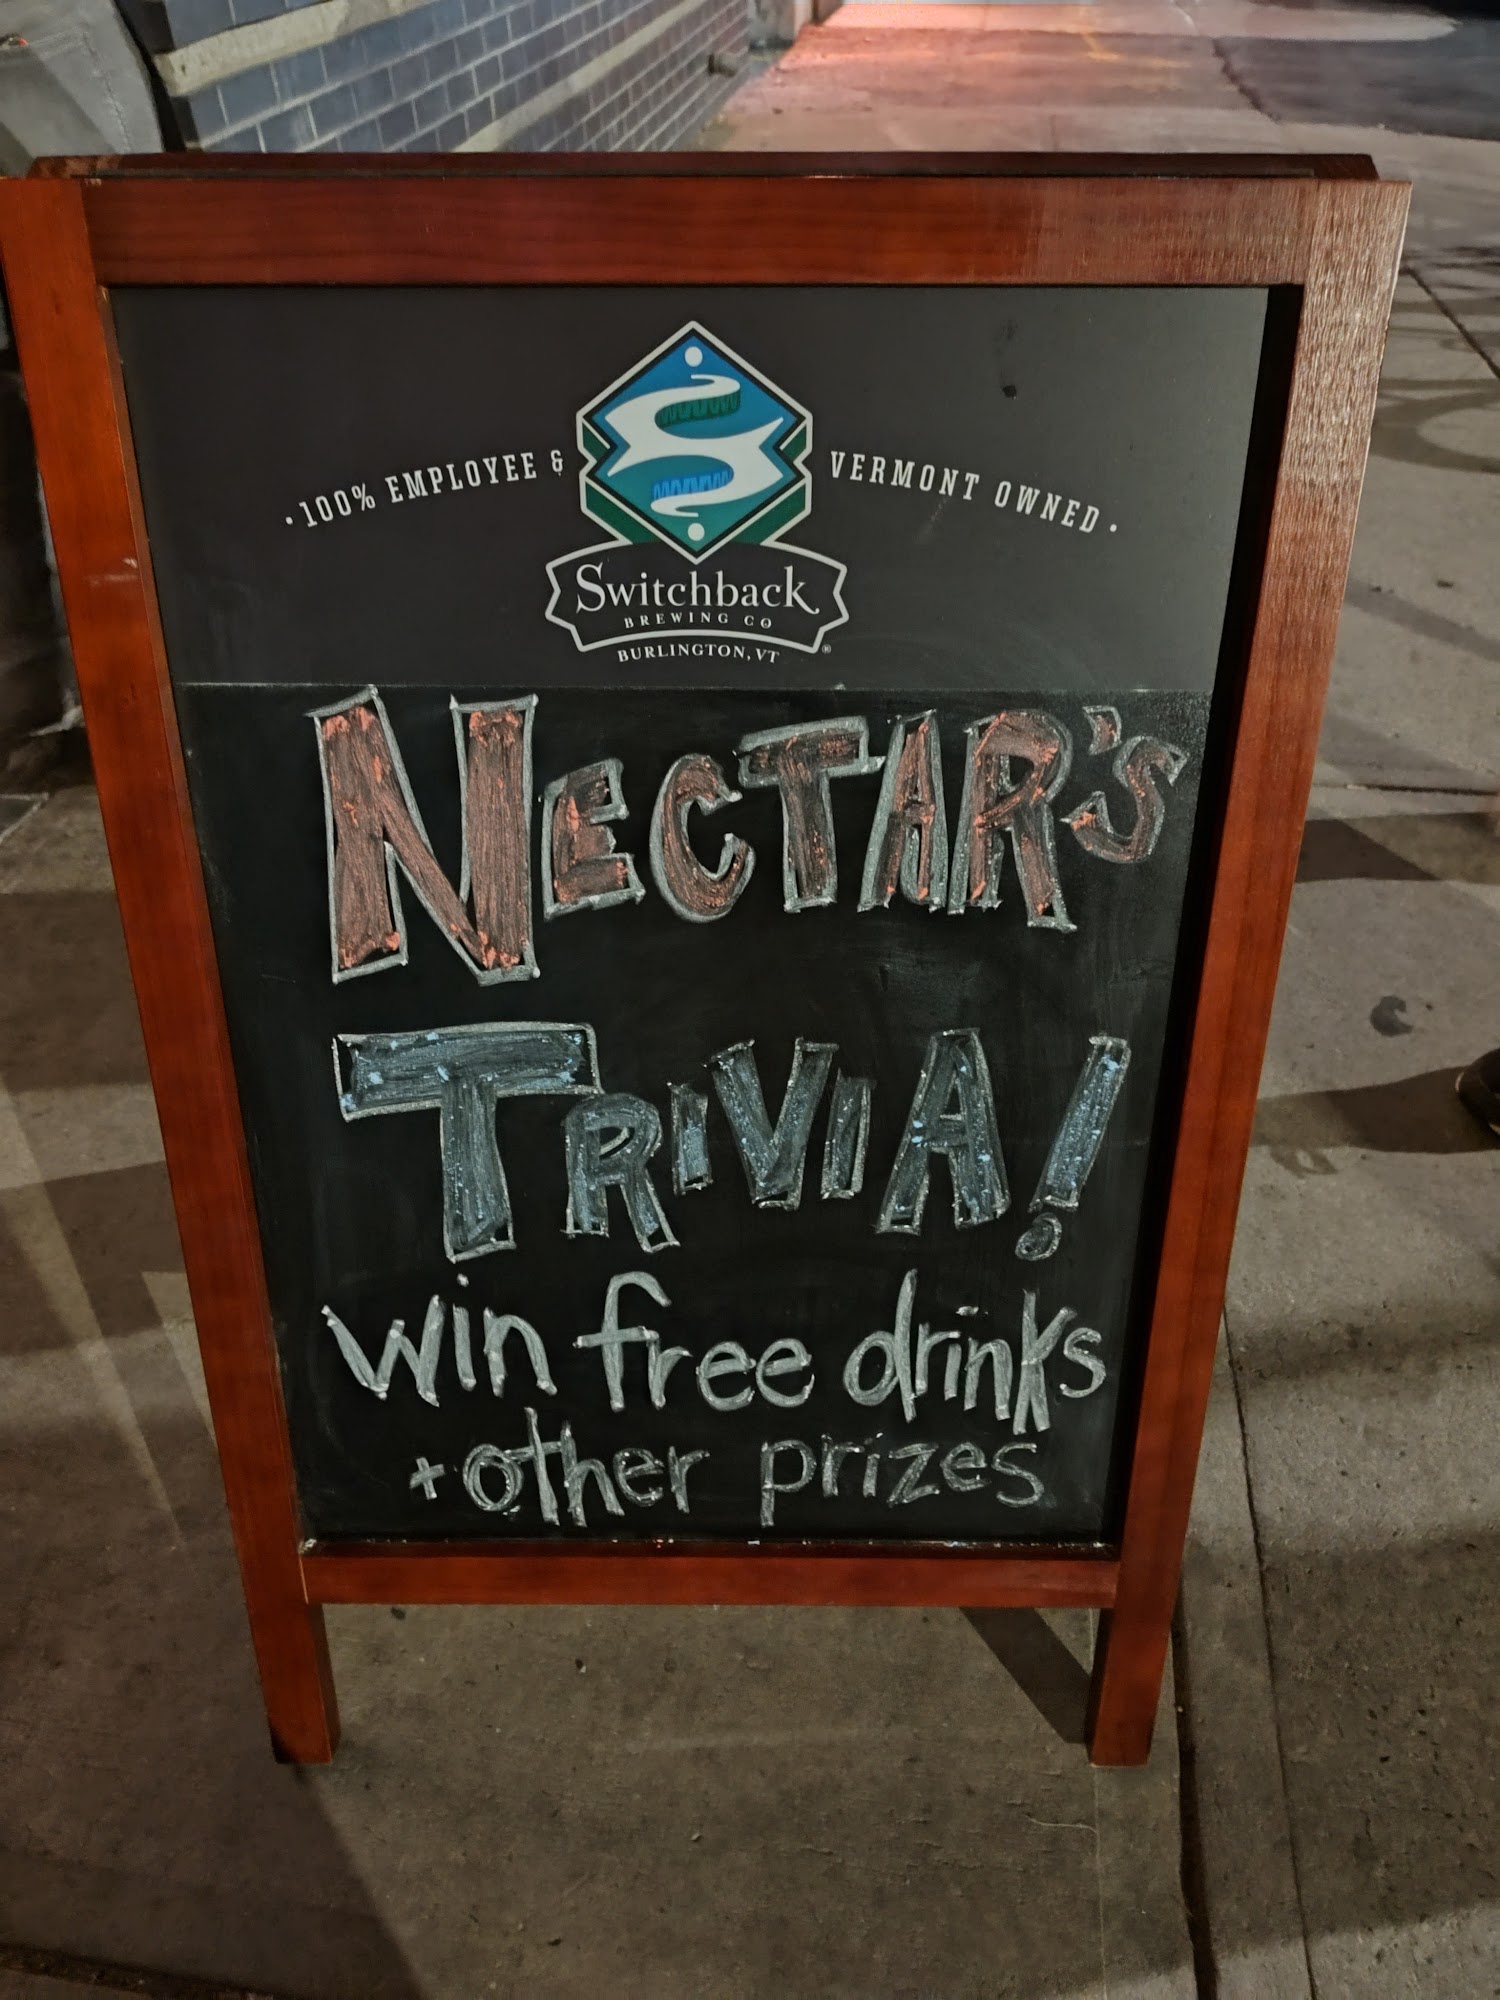 · 100% EMPLOYEE & VERMONT OWNED ·
Switchback
BREWING CO
BURLINGTON, VT ®
NECTAR'S
TRIVIA!
win free drinks
+ other prizes